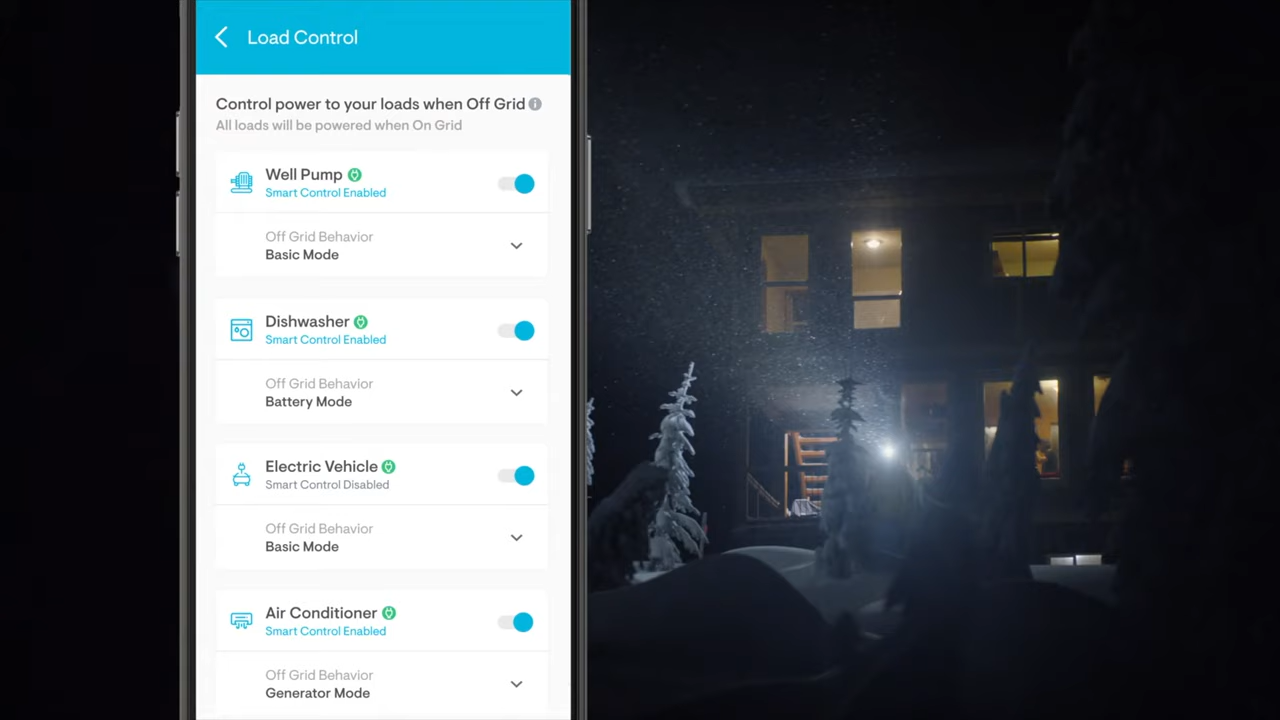 Load Control
Control power to your loads when Off Grid
All loads will be powered when On Grid
Well Pump
Smart Control Enabled
Off Grid Behavior
Basic Mode
Dishwasher
Smart Control Enabled
Off Grid Behavior
Battery Mode
Electric Vehicle
Smart Control Disabled
Off Grid Behavior
Basic Mode
Air Conditioner
Smart Control Enabled
Off Grid Behavior
Generator Mode